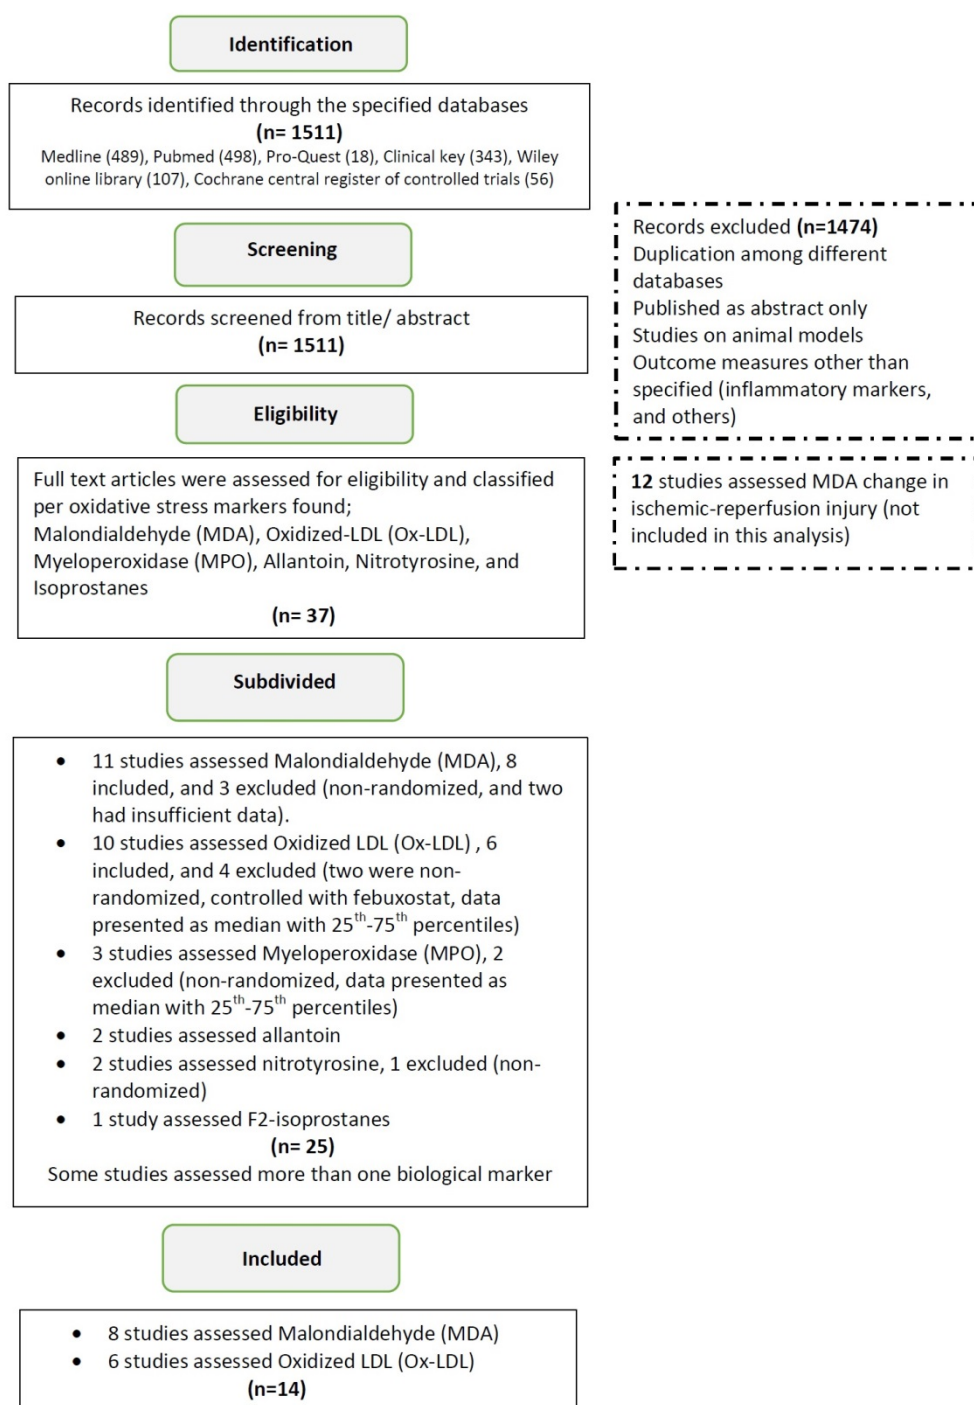 Identification
Records identified through the specified databases
(n= 1511)
Medline (489), Pubmed (498), Pro-Quest (18), Clinical key (343), Wiley
online library (107), Cochrane central register of controlled trials (56)
Screening
Records screened from title/ abstract
(n= 1511)
Records excluded (n=1474)
Duplication among different
databases
Published as abstract only
Studies on animal models
Outcome measures other than
specified (inflammatory markers,
and others)
Eligibility
Full text articles were assessed for eligibility and classified
per oxidative stress markers found;
Malondialdehyde (MDA), Oxidized-LDL (Ox-LDL),
Myeloperoxidase (MPO), Allantoin, Nitrotyrosine, and
Isoprostanes
(n= 37)
12 studies assessed MDA change in
ischemic-reperfusion injury (not
included in this analysis)
Subdivided
• 11 studies assessed Malondialdehyde (MDA), 8
included, and 3 excluded (non-randomized, and two
had insufficient data).
• 10 studies assessed Oxidized LDL (Ox-LDL) , 6
included, and 4 excluded (two were non-
randomized, controlled with febuxostat, data
presented as median with 25th-75th percentiles)
• 3 studies assessed Myeloperoxidase (MPO), 2
excluded (non-randomized, data presented as
median with 25th-75th percentiles)
• 2 studies assessed allantoin
• 2 studies assessed nitrotyrosine, 1 excluded (non-
randomized)
• 1 study assessed F2-isoprostanes
(n= 25)
Some studies assessed more than one biological marker
Included
• 8 studies assessed Malondialdehyde (MDA)
• 6 studies assessed Oxidized LDL (Ox-LDL)
(n=14)